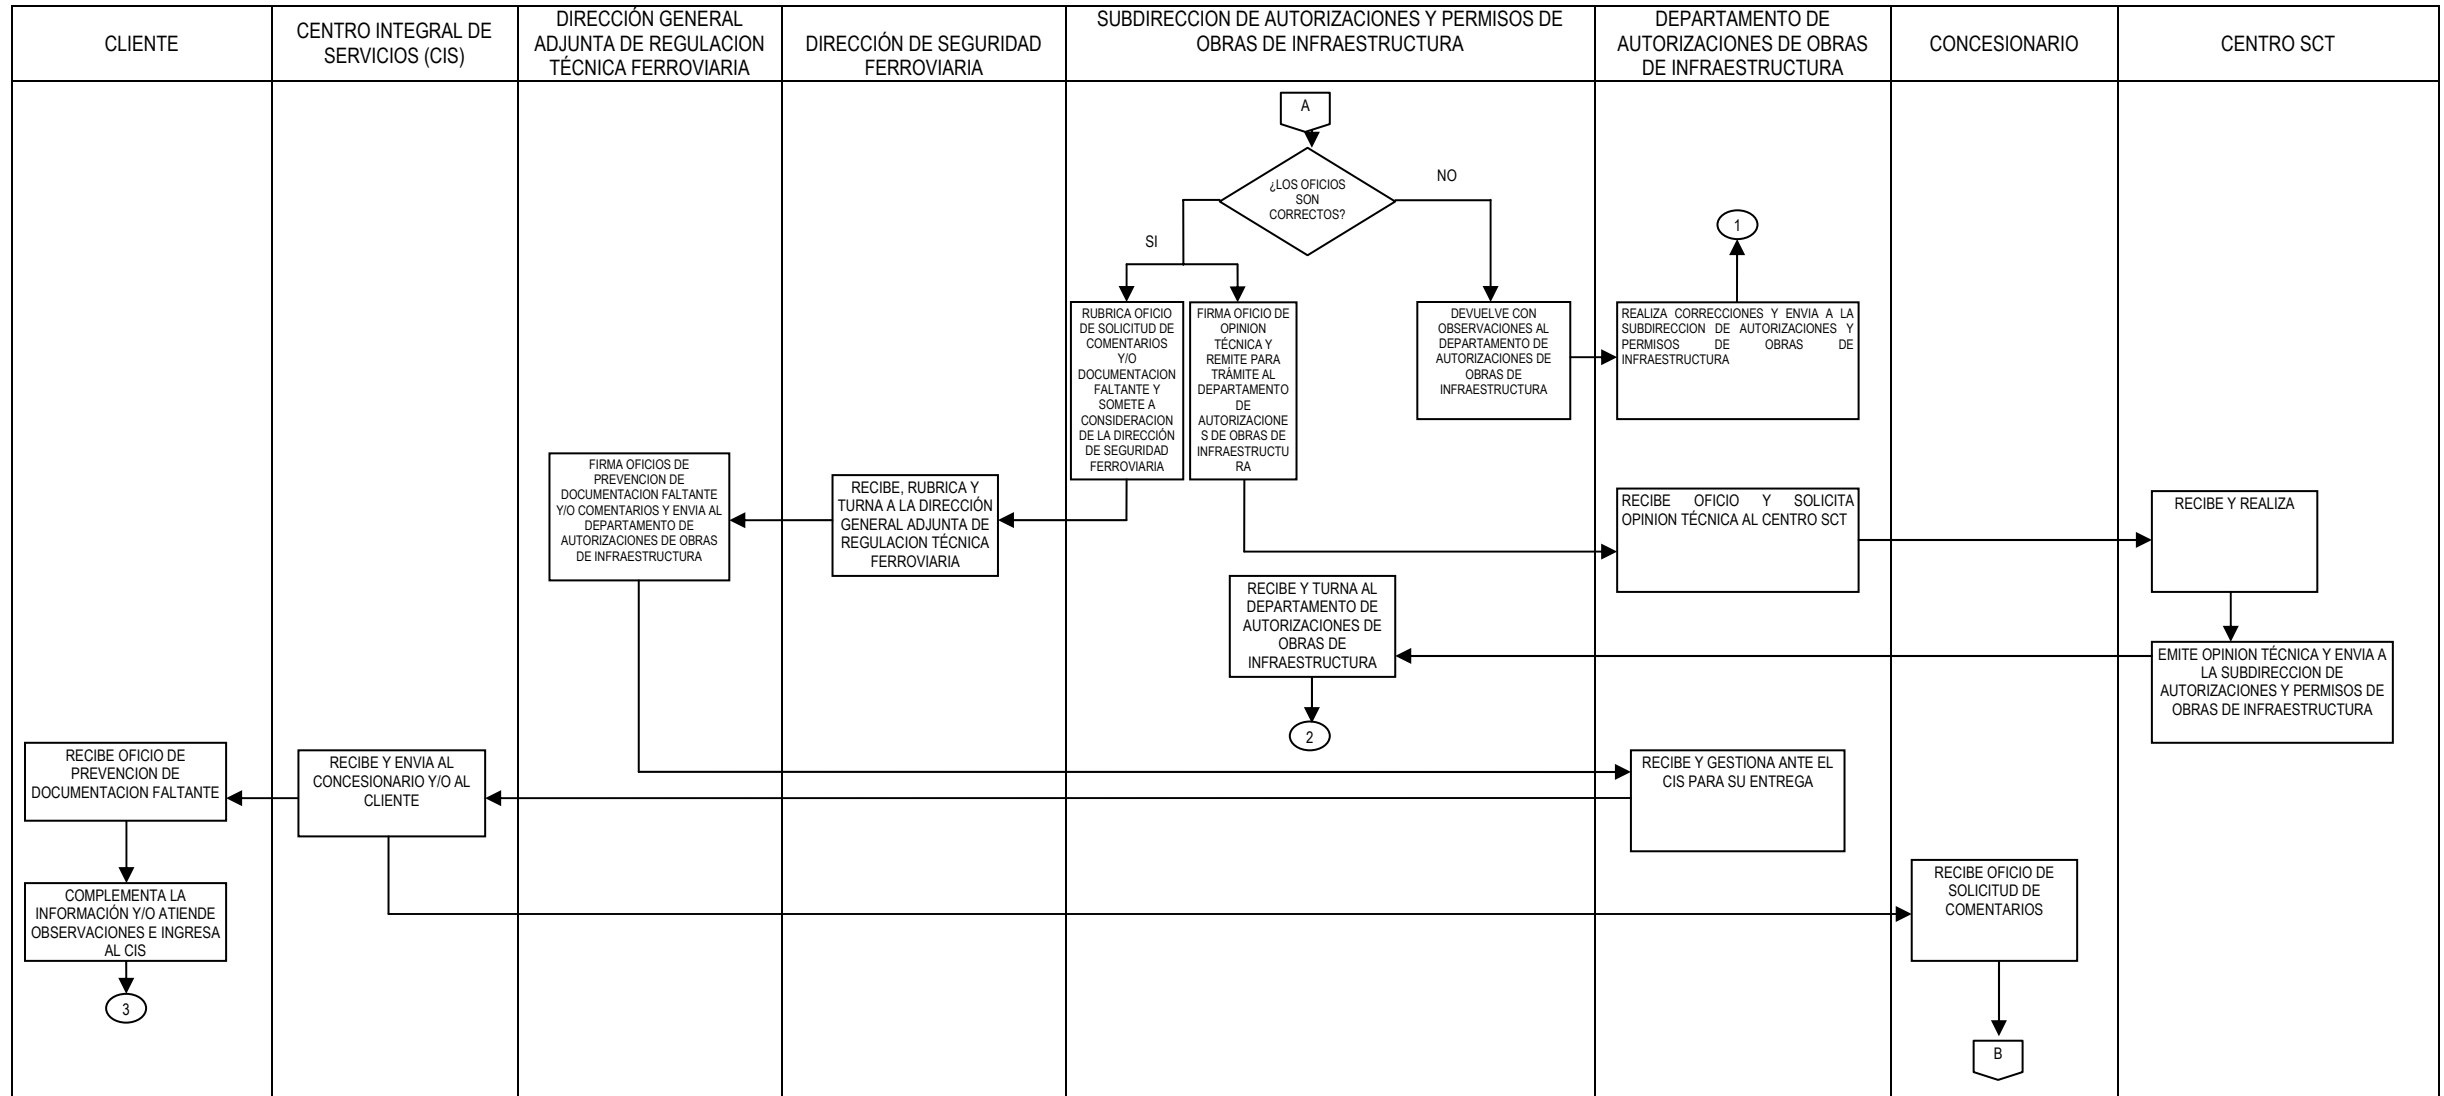 CLIENTE
CENTRO INTEGRAL DE
SERVICIOS (CIS)
DIRECCIÓN GENERAL
ADJUNTA DE REGULACION
TÉCNICA FERROVIARIA
DIRECCIÓN DE SEGURIDAD
FERROVIARIA
SUBDIRECCION DE AUTORIZACIONES Y PERMISOS DE
OBRAS DE INFRAESTRUCTURA
DEPARTAMENTO DE
AUTORIZACIONES DE OBRAS
DE INFRAESTRUCTURA
CONCESIONARIO
CENTRO SCT
A
¿LOS OFICIOS
SON
CORRECTOS?
NO
SI
1
RUBRICA OFICIO
DE SOLICITUD DE
COMENTARIOS
Y/O
DOCUMENTACION
FALTANTE Y
SOMETE A
CONSIDERACION
DE LA DIRECCIÓN
DE SEGURIDAD
FERROVIARIA
FIRMA OFICIO DE
OPINION
TÉCNICA Y
REMITE PARA
TRÁMITE AL
DEPARTAMENTO
DE
AUTORIZACIONE
S DE OBRAS DE
INFRAESTRUCTU
RA
DEVUELVE CON
OBSERVACIONES AL
DEPARTAMENTO DE
AUTORIZACIONES DE
OBRAS DE
INFRAESTRUCTURA
REALIZA CORRECCIONES Y ENVIA A LA
SUBDIRECCION DE AUTORIZACIONES Y
PERMISOS DE OBRAS DE
INFRAESTRUCTURA
FIRMA OFICIOS DE
PREVENCION DE
DOCUMENTACION FALTANTE
Y/O COMENTARIOS Y ENVIA AL
DEPARTAMENTO DE
AUTORIZACIONES DE OBRAS
DE INFRAESTRUCTURA
RECIBE, RUBRICA Y
TURNA A LA DIRECCIÓN
GENERAL ADJUNTA DE
REGULACION TÉCNICA
FERROVIARIA
RECIBE OFICIO Y SOLICITA
OPINION TÉCNICA AL CENTRO SCT
RECIBE Y REALIZA
RECIBE Y TURNA AL
DEPARTAMENTO DE
AUTORIZACIONES DE
OBRAS DE
INFRAESTRUCTURA
EMITE OPINION TÉCNICA Y ENVIA A
LA SUBDIRECCION DE
AUTORIZACIONES Y PERMISOS DE
OBRAS DE INFRAESTRUCTURA
2
RECIBE OFICIO DE
PREVENCION DE
DOCUMENTACION FALTANTE
RECIBE Y ENVIA AL
CONCESIONARIO Y/O AL
CLIENTE
RECIBE Y GESTIONA ANTE EL
CIS PARA SU ENTREGA
COMPLEMENTA LA
INFORMACIÓN Y/O ATIENDE
OBSERVACIONES E INGRESA
AL CIS
RECIBE OFICIO DE
SOLICITUD DE
COMENTARIOS
3
B